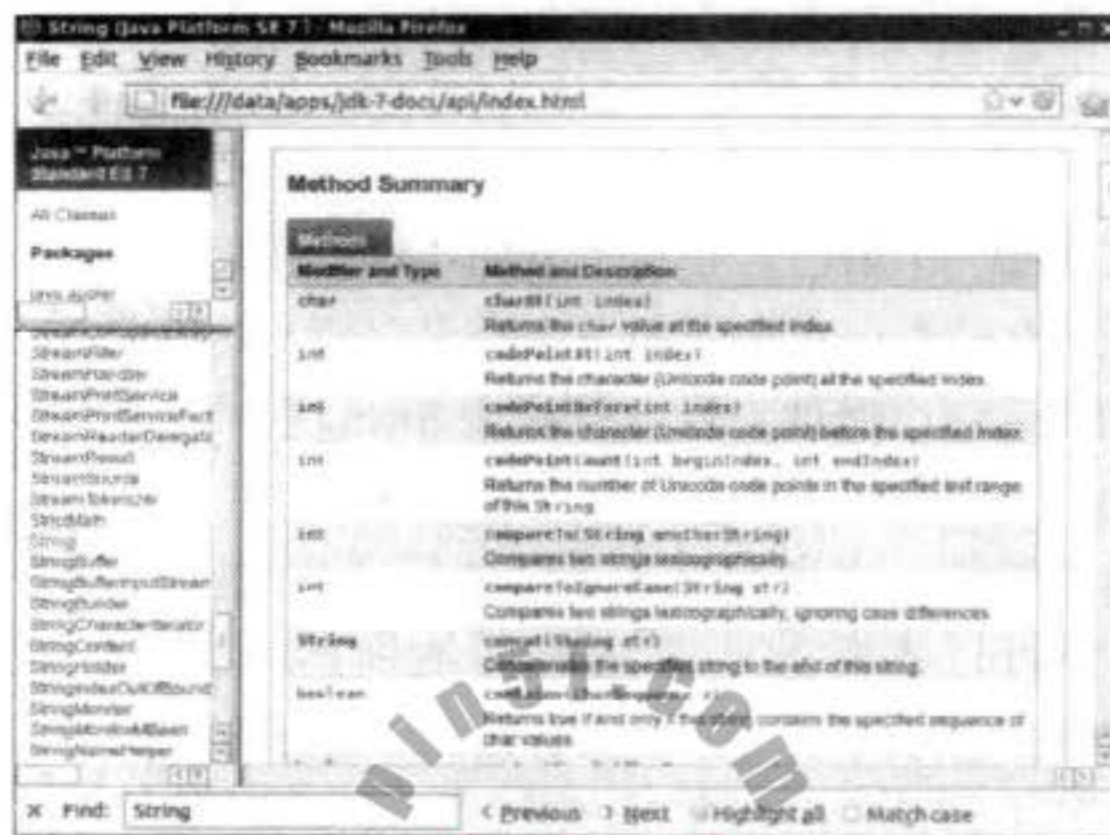 String (Java Platform SE 7 ) - Mozilla Firefox
File Edit View History Bookmarks Tools Help
file:///data/apps/jdk-7-docs/api/index.html
Java™ Platform
Standard Ed. 7
All Classes
Packages
java.applet
StreamFilter
StreamHandler
StreamPrintService
StreamPrintServiceFact
StreamReaderDelegate
StreamResult
StreamSource
StreamTokenizer
StrictMath
String
StringBuffer
StringBufferInputStream
StringBuilder
StringCharacterIterator
StringContent
StringHolder
StringIndexOutOfBound
StringMonitor
StringMonitorMBean
StringNameHelper
Method Summary
Methods
Modifier and Type Method and Description
char charAt(int index)
Returns the char value at the specified index.
int codePointAt(int index)
Returns the character (Unicode code point) at the specified index.
int codePointBefore(int index)
Returns the character (Unicode code point) before the specified index.
int codePointCount(int beginIndex, int endIndex)
Returns the number of Unicode code points in the specified text range
of this String.
int compareTo(String anotherString)
Compares two strings lexicographically.
int compareToIgnoreCase(String str)
Compares two strings lexicographically, ignoring case differences.
String concat(String str)
Concatenates the specified string to the end of this string.
boolean contains(CharSequence s)
Returns true if and only if this string contains the specified sequence of
char values.
Find: String Previous Next Highlight all Match case